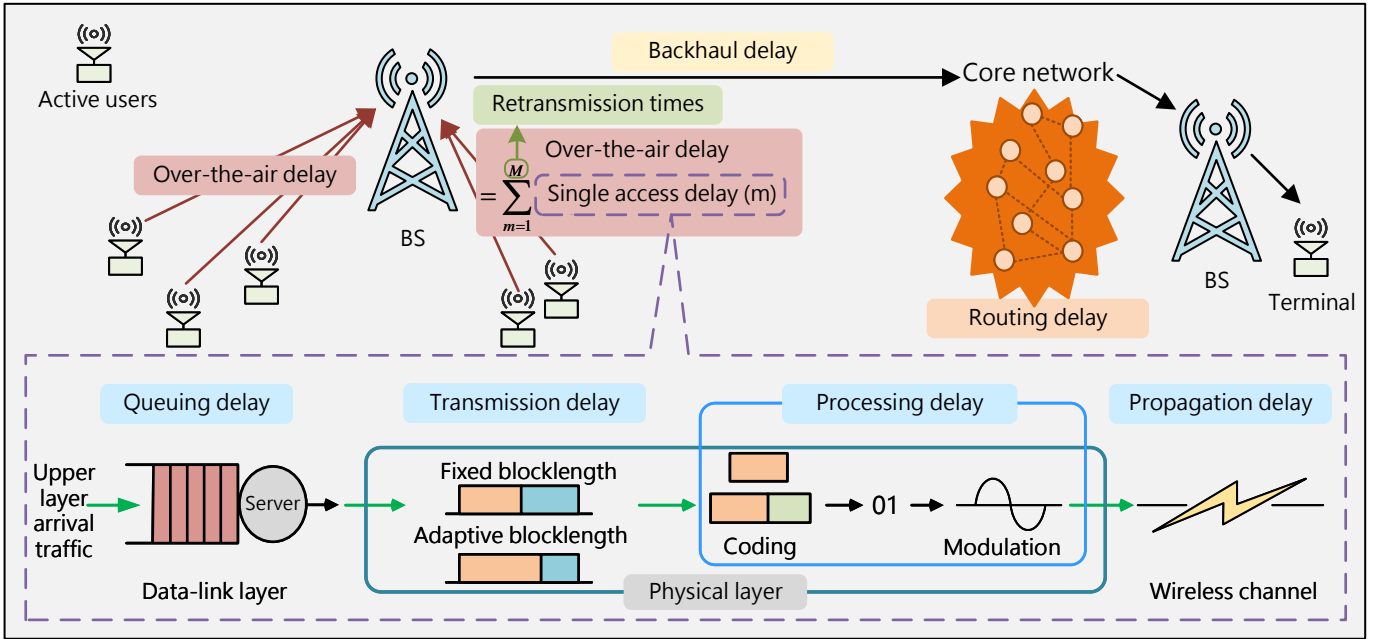 Active users
Backhaul delay
Core network
Retransmission times
Over-the-air delay
BS
Over-the-air delay
= M ∑ m=1 Single access delay (m)
BS
Terminal
Routing delay
Queuing delay
Transmission delay
Processing delay
Propagation delay
Upper
layer
arrival
traffic
Server
Fixed blocklength
Adaptive blocklength
Coding
01
Modulation
Data-link layer
Physical layer
Wireless channel